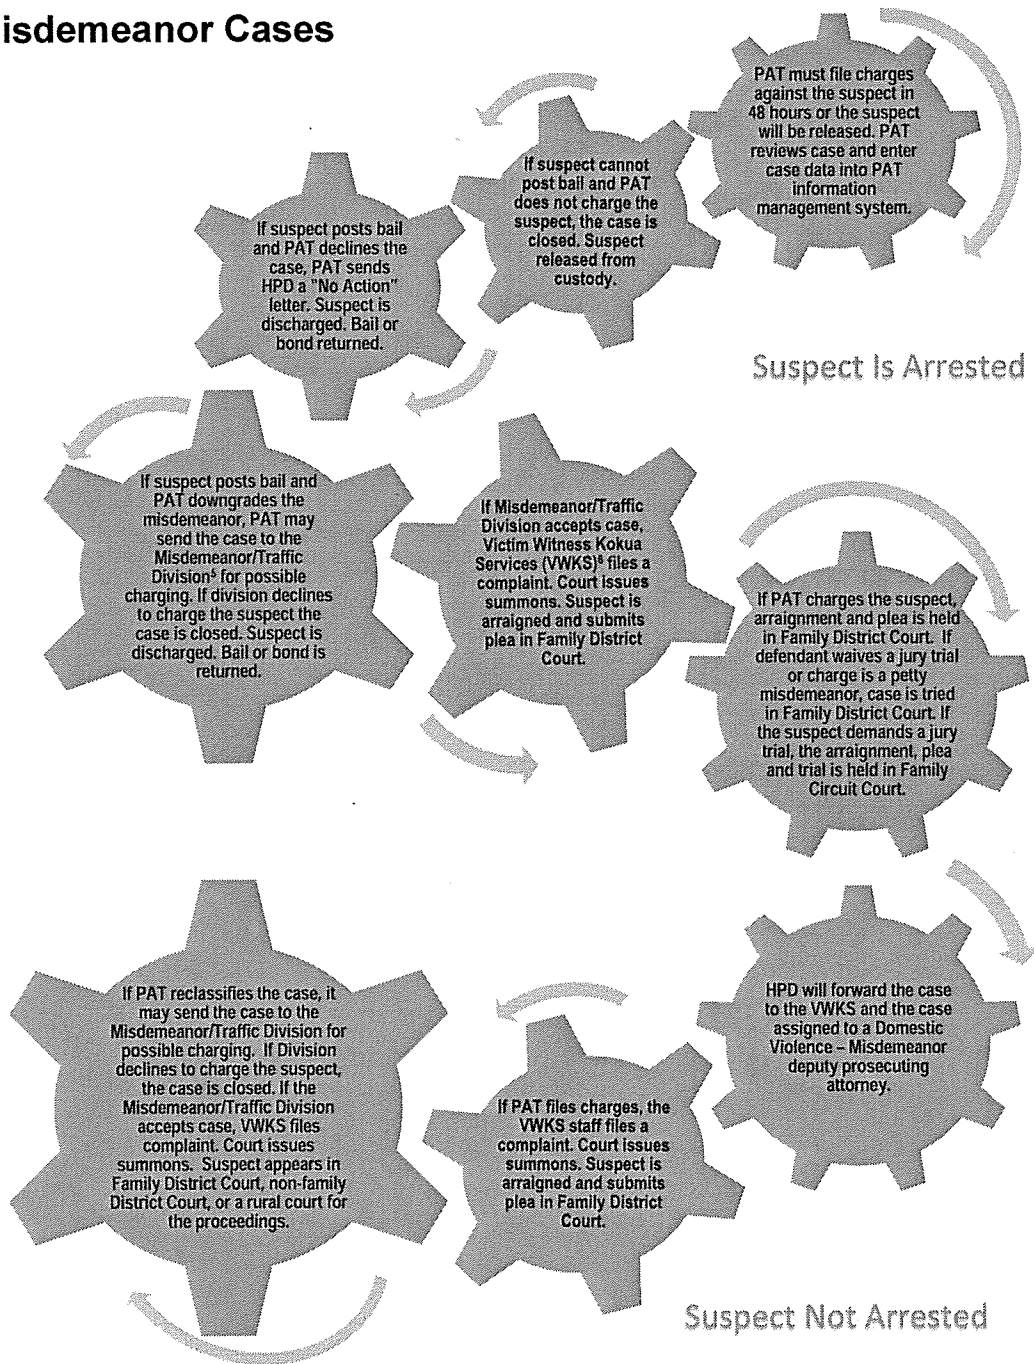 isdemeanor Cases
PAT must file charges
against the suspect in
48 hours or the suspect
will be released. PAT
reviews case and enter
case data into PAT
information
management system.
If suspect cannot
post bail and PAT
does not charge the
suspect, the case is
closed. Suspect
released from
custody.
If suspect posts bail
and PAT declines the
case, PAT sends
HPD a "No Action"
letter. Suspect is
discharged. Bail or
bond returned.
Suspect Is Arrested
If suspect posts bail and
PAT downgrades the
misdemeanor, PAT may
send the case to the
Misdemeanor/Traffic
Division⁵ for possible
charging. If division declines
to charge the suspect the
case is closed. Suspect is
discharged. Bail or bond is
returned.
If Misdemeanor/Traffic
Division accepts case,
Victim Witness Kokua
Services (VWKS)⁶ files a
complaint. Court issues
summons. Suspect is
arraigned and submits
plea in Family District
Court.
If PAT charges the suspect,
arraignment and plea is held
in Family District Court. If
defendant waives a jury trial
or charge is a petty
misdemeanor, case is tried
in Family District Court. If
the suspect demands a jury
trial, the arraignment, plea
and trial is held in Family
Circuit Court.
If PAT reclassifies the case, it
may send the case to the
Misdemeanor/Traffic Division for
possible charging. If Division
declines to charge the suspect,
the case is closed. If the
Misdemeanor/Traffic Division
accepts case, VWKS files
complaint. Court issues
summons. Suspect appears in
Family District Court, non-family
District Court, or a rural court for
the proceedings.
If PAT files charges, the
VWKS staff files a
complaint. Court issues
summons. Suspect is
arraigned and submits
plea in Family District
Court.
HPD will forward the case
to the VWKS and the case
assigned to a Domestic
Violence – Misdemeanor
deputy prosecuting
attorney.
Suspect Not Arrested